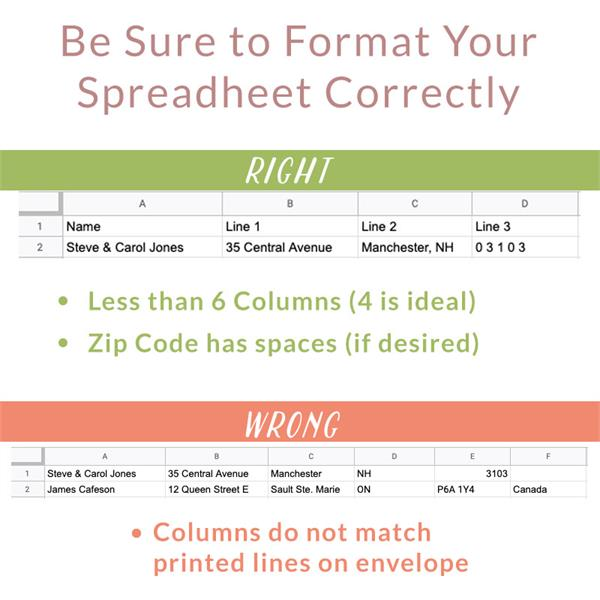 Be Sure to Format Your
Spreadheet Correctly
RIGHT
A B C D
1 Name Line 1 Line 2 Line 3
2 Steve & Carol Jones 35 Central Avenue Manchester, NH 0 3 1 0 3
• Less than 6 Columns (4 is ideal)
• Zip Code has spaces (if desired)
WRONG
A B C D E F
1 Steve & Carol Jones 35 Central Avenue Manchester NH 3103
2 James Cafeson 12 Queen Street E Sault Ste. Marie ON P6A 1Y4 Canada
• Columns do not match
printed lines on envelope